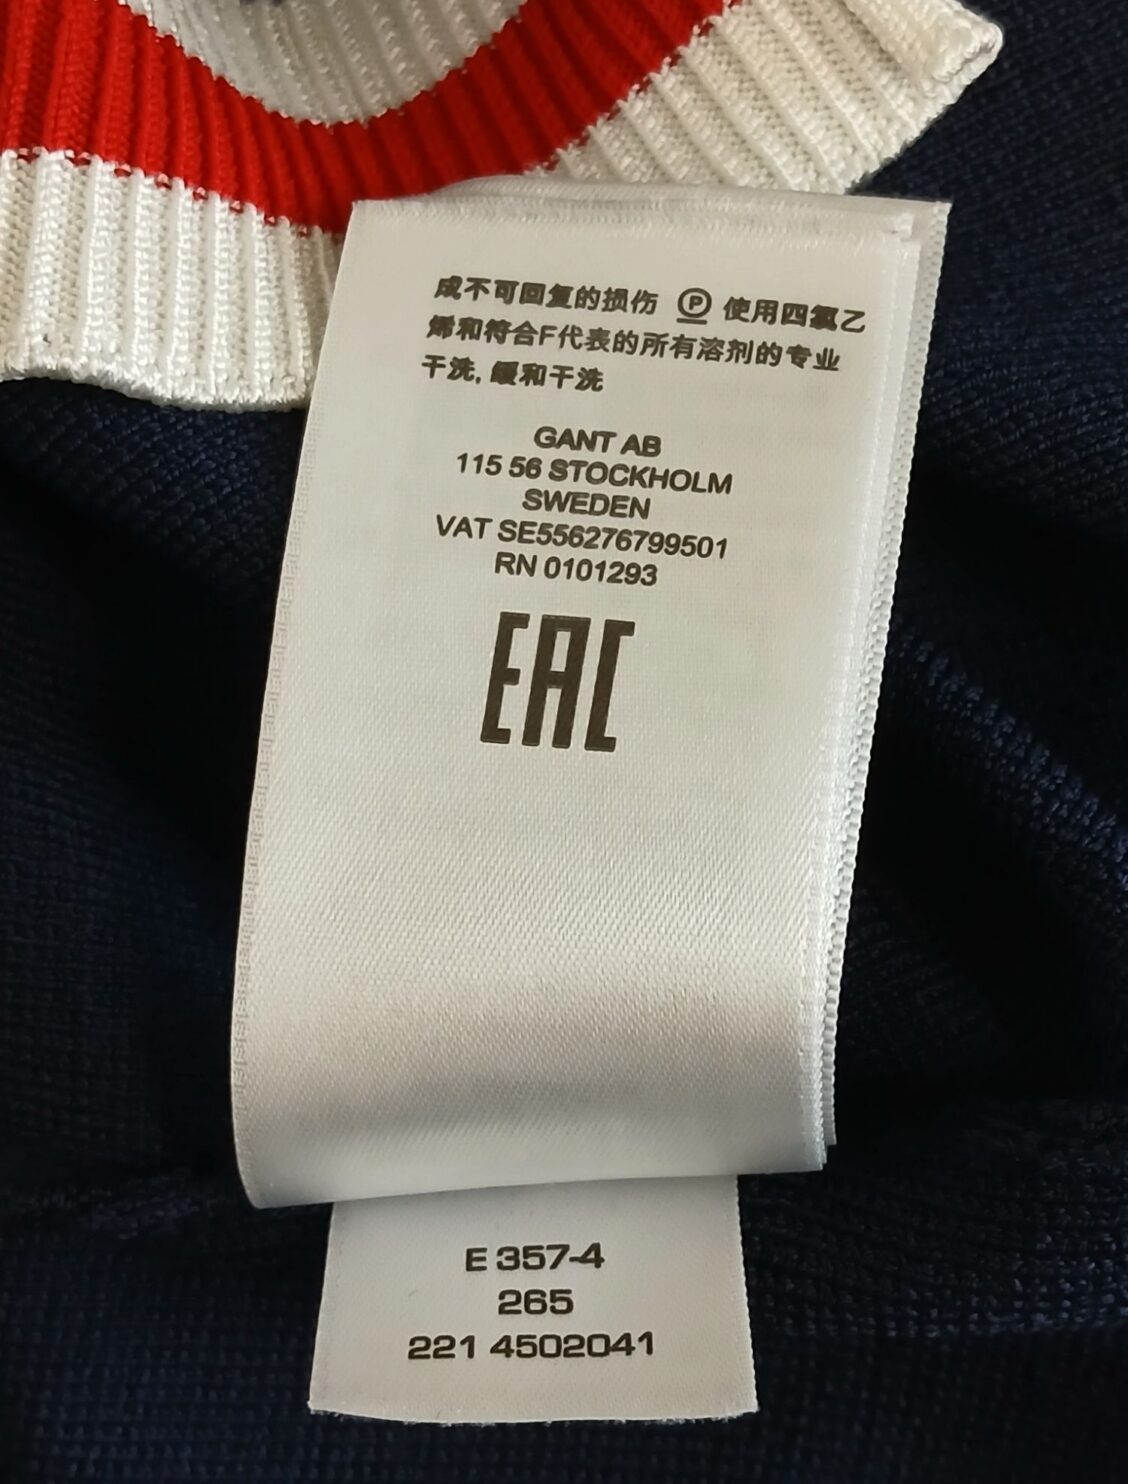 成不可回复的损伤 Ⓟ 使用四氯乙
烯和符合F代表的所有溶剂的专业
干洗, 缓和干洗
GANT AB
115 56 STOCKHOLM
SWEDEN
VAT SE556276799501
RN 0101293
EAC
E 357-4
265
221 4502041